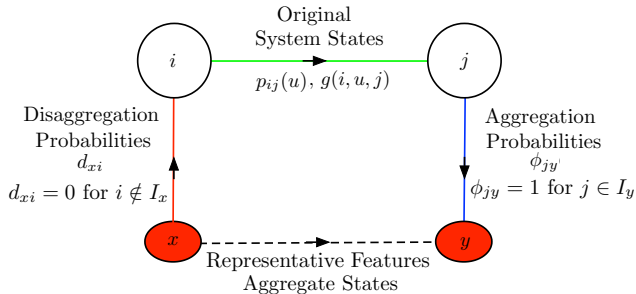 Original
System States
i
j
p_{ij}(u), g(i, u, j)
Disaggregation
Probabilities
d_{xi}
d_{xi} = 0 for i ∉ I_x
Aggregation
Probabilities
ϕ_{jy}
ϕ_{jy} = 1 for j ∈ I_y
x
y
Representative Features
Aggregate States